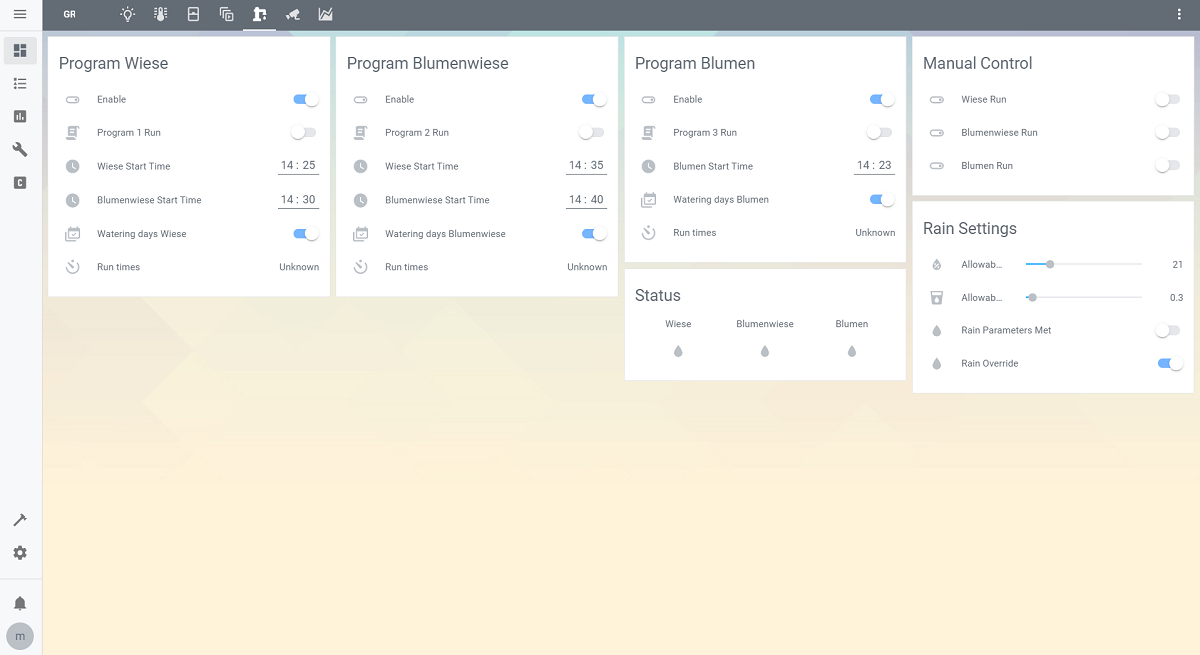 GR
Program Wiese
Enable
Program 1 Run
Wiese Start Time 14 : 25
Blumenwiese Start Time 14 : 30
Watering days Wiese
Run times Unknown
Program Blumenwiese
Enable
Program 2 Run
Wiese Start Time 14 : 35
Blumenwiese Start Time 14 : 40
Watering days Blumenwiese
Run times Unknown
Program Blumen
Enable
Program 3 Run
Blumen Start Time 14 : 23
Watering days Blumen
Run times Unknown
Status
Wiese Blumenwiese Blumen
Manual Control
Wiese Run
Blumenwiese Run
Blumen Run
Rain Settings
Allowab... 21
Allowab... 0.3
Rain Parameters Met
Rain Override
C
m